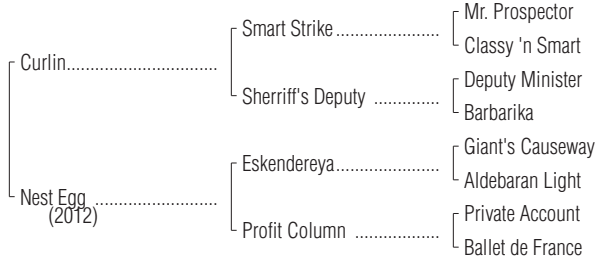 Mr. Prospector
Smart Strike......................
Classy 'n Smart
Curlin................................
Deputy Minister
Sherriff's Deputy ..............
Barbarika
Giant's Causeway
Eskendereya......................
Aldebaran Light
Nest Egg ..........................
(2012)
Private Account
Profit Column ..................
Ballet de France